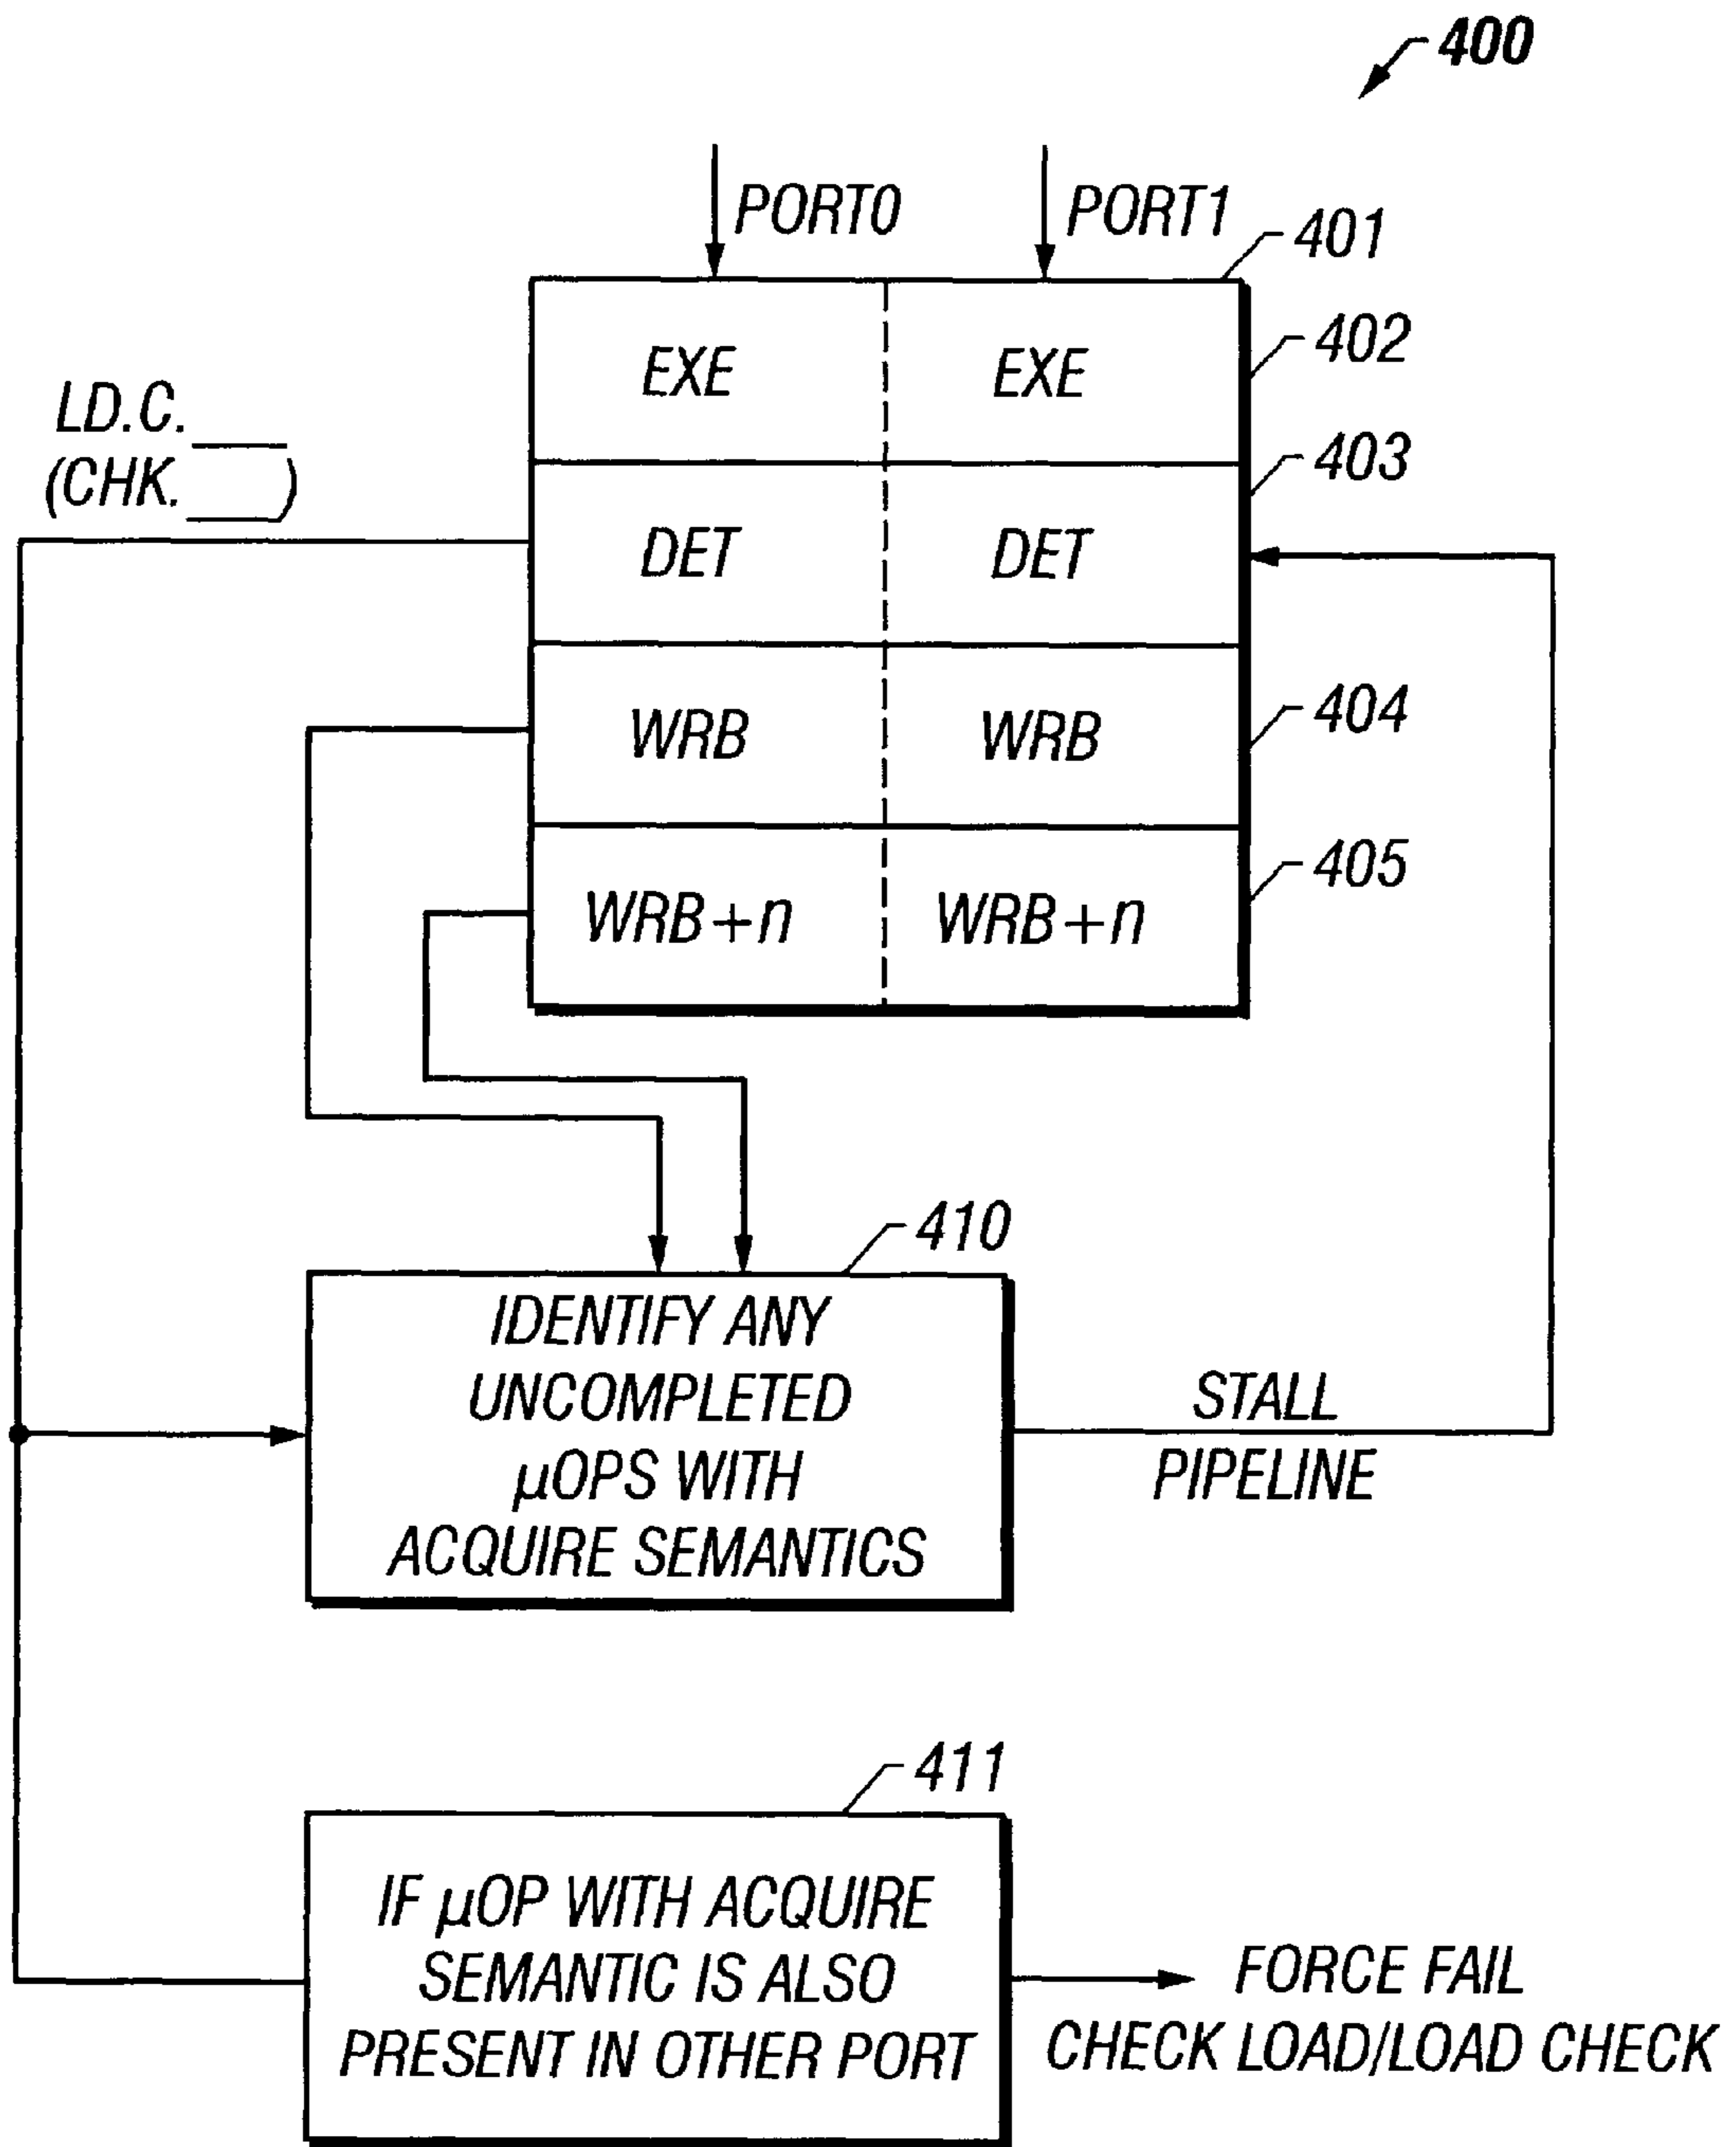 400
PORT0 PORT1
401
EXE EXE
402
LD.C.____
(CHK.____)
403
DET DET
WRB WRB
404
WRB+n WRB+n
405
410
IDENTIFY ANY
UNCOMPLETED
µOPS WITH
ACQUIRE SEMANTICS
STALL
PIPELINE
411
IF µOP WITH ACQUIRE
SEMANTIC IS ALSO
PRESENT IN OTHER PORT
FORCE FAIL
CHECK LOAD/LOAD CHECK